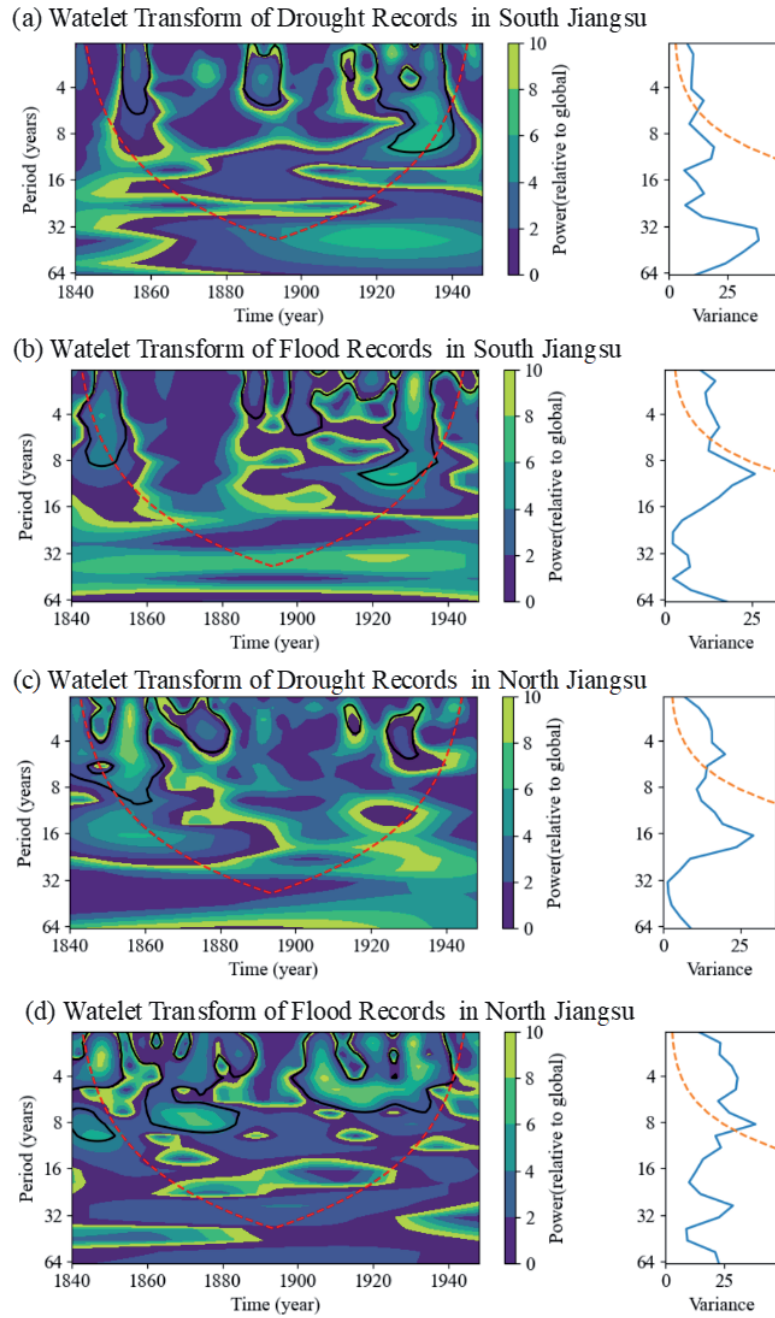 (a) Watelet Transform of Drought Records in South Jiangsu
10
8
6
4
2
0
Power(relative to global)
4
8
16
32
64
Period (years)
1840 1860 1880 1900 1920 1940
Time (year)
4
8
16
32
64
0 25
Variance
(b) Watelet Transform of Flood Records in South Jiangsu
10
8
6
4
2
0
Power(relative to global)
4
8
16
32
64
Period (years)
1840 1860 1880 1900 1920 1940
Time (year)
4
8
16
32
64
0 25
Variance
(c) Watelet Transform of Drought Records in North Jiangsu
10
8
6
4
2
0
Power(relative to global)
4
8
16
32
64
Period (years)
1840 1860 1880 1900 1920 1940
Time (year)
4
8
16
32
64
0 25
Variance
(d) Watelet Transform of Flood Records in North Jiangsu
10
8
6
4
2
0
Power(relative to global)
4
8
16
32
64
Period (years)
1840 1860 1880 1900 1920 1940
Time (year)
4
8
16
32
64
0 25
Variance